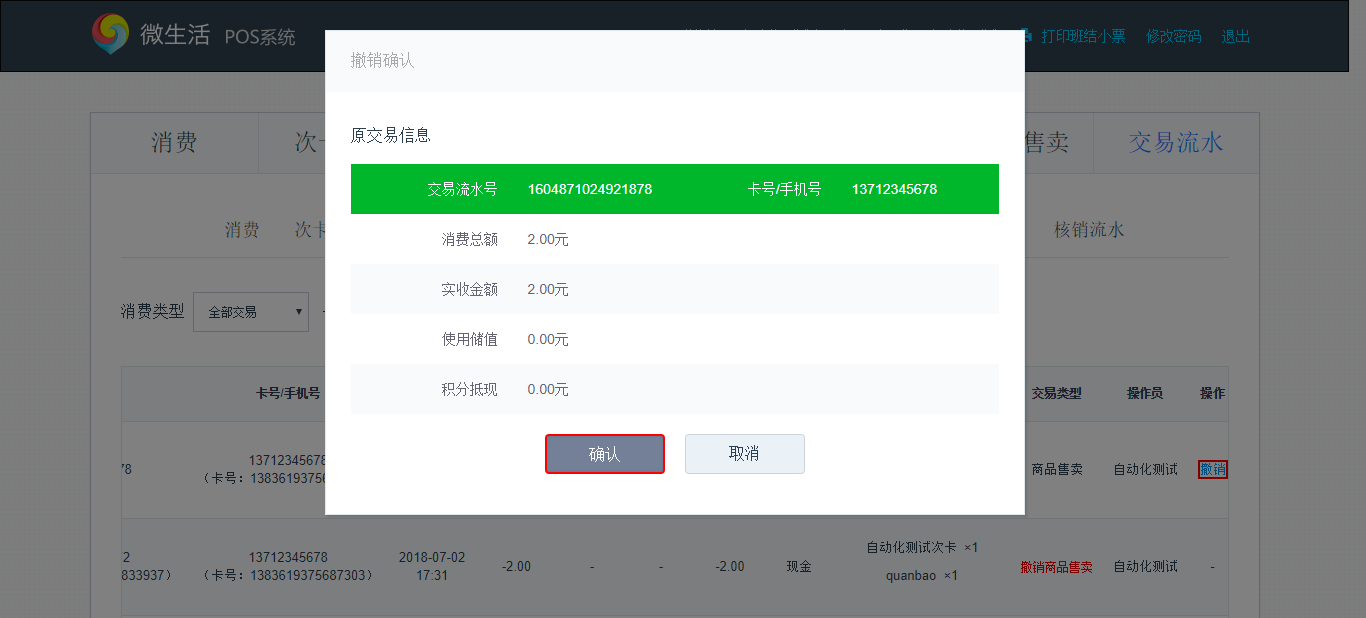 微生活 POS系统
打印班结小票 修改密码 退出
撤销确认
消费
售卖 交易流水
原交易信息
交易流水号 1604871024921878 卡号/手机号 13712345678
消费 次卡
核销流水
消费总额 2.00元
实收金额 2.00元
消费类型 全部交易
使用储值 0.00元
积分抵现 0.00元
卡号/手机号
交易类型 操作员 操作
确认 取消
78 13712345678
（卡号：1383619375
商品售卖 自动化测试 撤销
2 13712345678 2018-07-02
833937） （卡号：1383619375687303） 17:31
-2.00 - - -2.00 现金
自动化测试次卡 ×1
quanbao ×1
撤销商品售卖 自动化测试 -